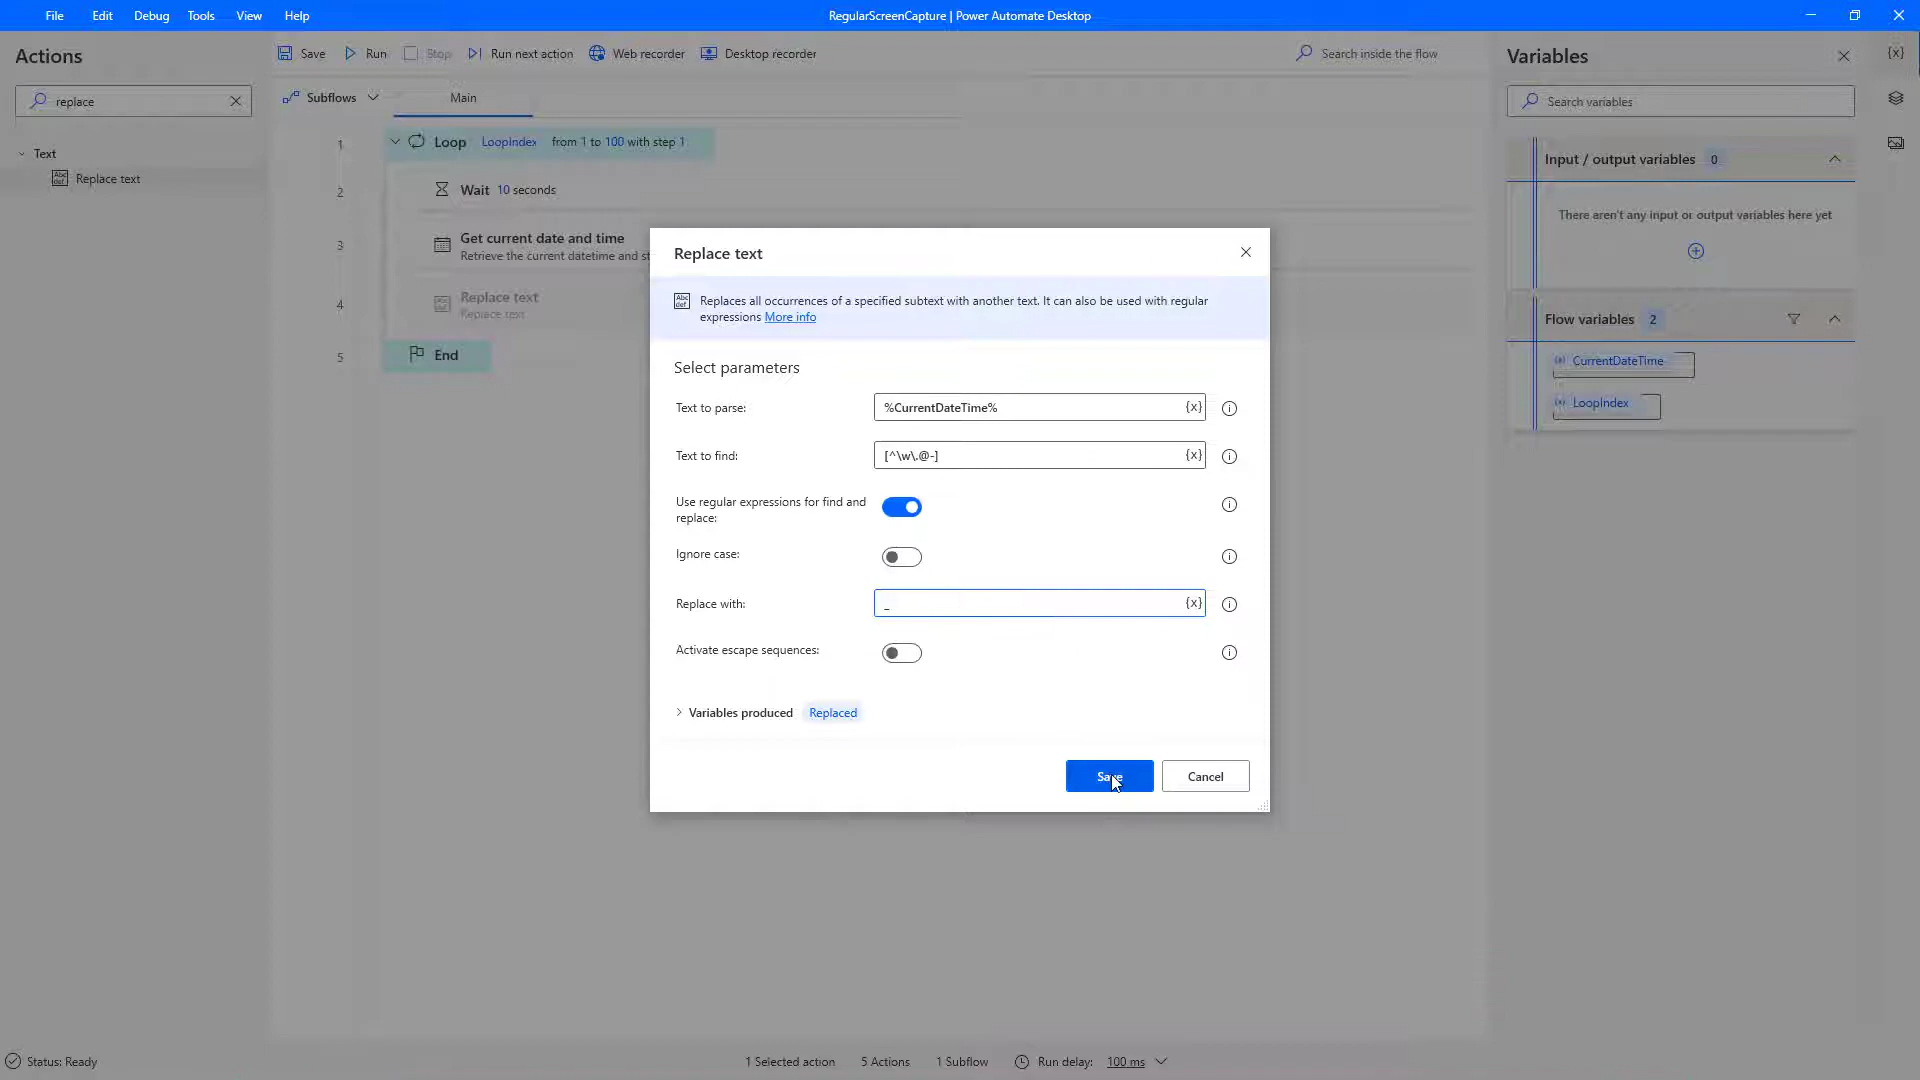 File Edit Debug Tools View Help
RegularScreenCapture | Power Automate Desktop
Actions
replace
Text
Replace text
Save Run Stop Run next action Web recorder Desktop recorder
Search inside the flow
Subflows Main
1 Loop LoopIndex from 1 to 100 with step 1
2 Wait 10 seconds
3 Get current date and time
Retrieve the current datetime and st
4 Replace text
Replace text
5 End
Replace text
Abc
def
Replaces all occurrences of a specified subtext with another text. It can also be used with regular
expressions More info
Select parameters
Text to parse: %CurrentDateTime% {x}
Text to find: [^\w\.@-] {x}
Use regular expressions for find and
replace:
Ignore case:
Replace with: _ {x}
Activate escape sequences:
Variables produced Replaced
Save Cancel
Variables
{x}
Search variables
Input / output variables 0
There aren't any input or output variables here yet
Flow variables 2
CurrentDateTime
LoopIndex
Status: Ready
1 Selected action 5 Actions 1 Subflow Run delay: 100 ms